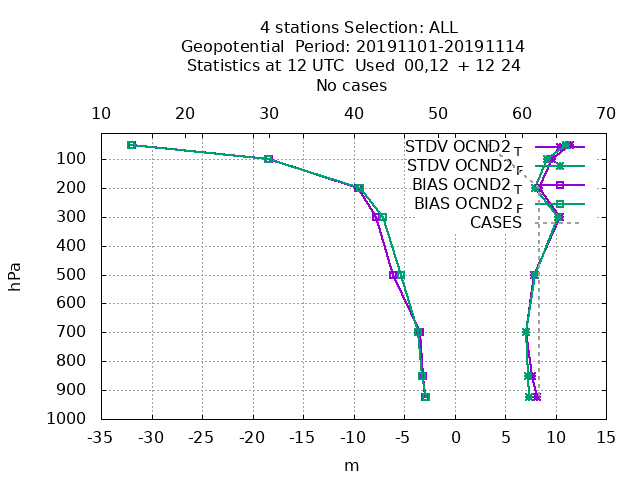 4 stations Selection: ALL
Geopotential  Period: 20191101-20191114
Statistics at 12 UTC  Used  00,12  + 12 24
No cases
10 20 30 40 50 60 70
STDV OCND2 T
STDV OCND2 F
BIAS OCND2 T
BIAS OCND2 F
CASES
100
200
300
400
500
600
700
800
900
1000
hPa
-35 -30 -25 -20 -15 -10 -5 0 5 10 15
m